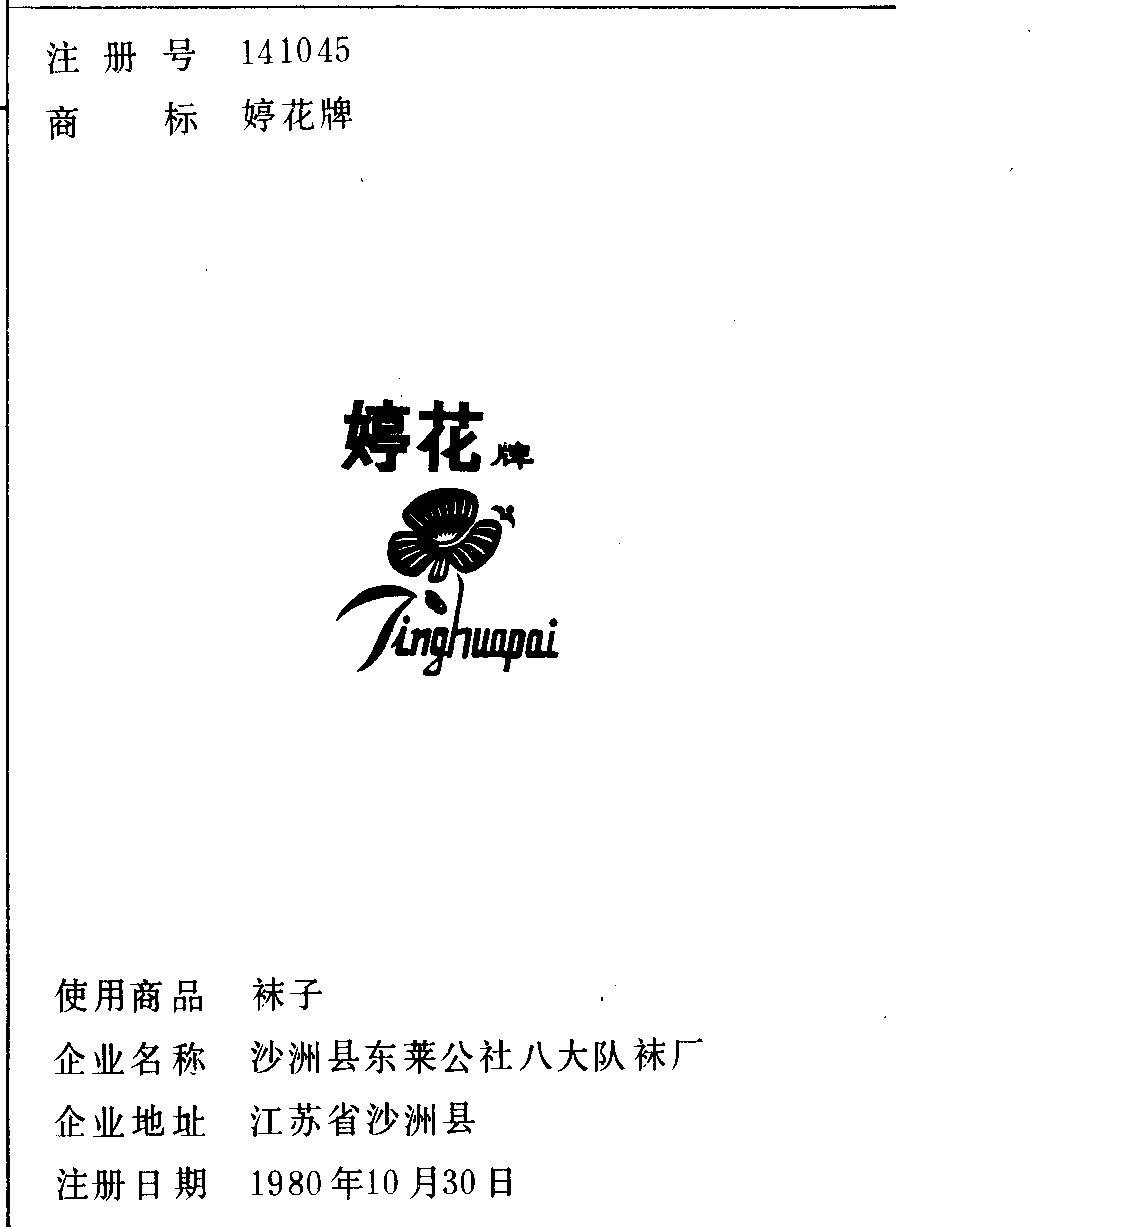 注册号 141045
商标 婷花牌
婷花牌
Tinghuapai
使用商品 袜子
企业名称 沙洲县东莱公社八大队袜厂
企业地址 江苏省沙洲县
注册日期 1980年10月30日